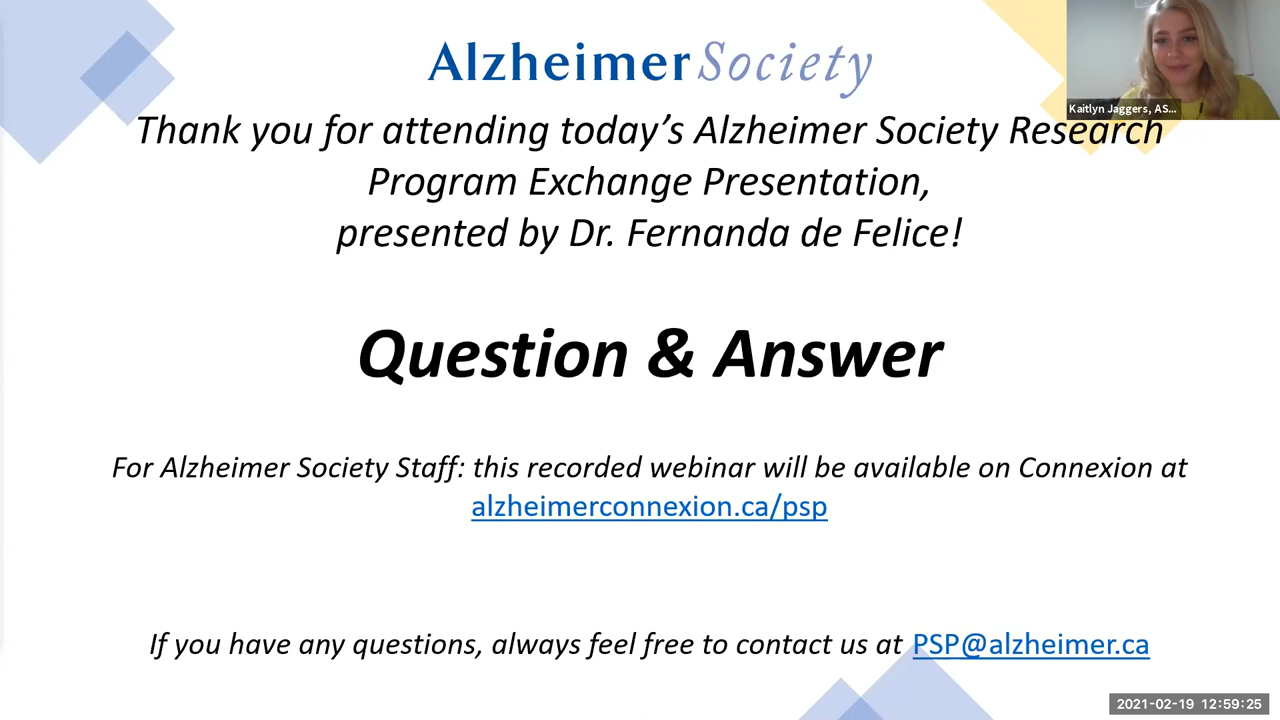 Alzheimer Society
Kaitlyn Jaggers, AS...
Thank you for attending today’s Alzheimer Society Research
Program Exchange Presentation,
presented by Dr. Fernanda de Felice!
Question & Answer
For Alzheimer Society Staff: this recorded webinar will be available on Connexion at
alzheimerconnexion.ca/psp
If you have any questions, always feel free to contact us at PSP@alzheimer.ca
2021-02-19 12:59:25